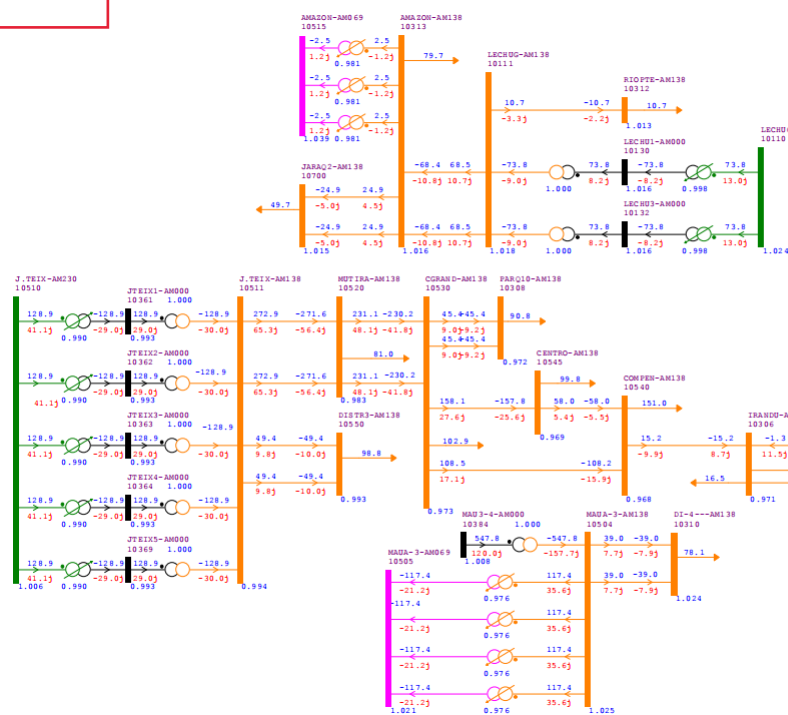 AMAZON-AM069 AMAZON-AM138
10515 10313
-2.5 2.5
1.2j -1.2j
0.981
79.7
-2.5 2.5
1.2j -1.2j
0.981
-2.5 2.5
1.2j -1.2j
1.039 0.981
LECHUG-AM138
10111
10.7 -10.7 10.7
-3.3j -2.2j
RIOPTE-AM138
10312
1.013
LECHU1-AM000
10130
LECHU
10110
JARAQ2-AM138
10700
-68.4 68.5 -73.8 73.8 -73.8 73.8
-10.8j 10.7j -9.0j 8.2j -8.2j 13.0j
1.000 1.016 0.998
-24.9 24.9
-5.0j 4.5j
49.7
LECHU3-AM000
10132
-24.9 24.9 -68.4 68.5 -73.8 73.8 -73.8 73.8
-5.0j 4.5j -10.8j 10.7j -9.0j 8.2j -8.2j 13.0j
1.015 1.016 1.018 1.000 1.016 0.998 1.024
J.TEIX-AM230
10510
JTEIX1-AM000
10361 1.000
J.TEIX-AM138
10511
MUTIRA-AM138
10520
CGRAND-AM138
10530
PARQ10-AM138
10308
128.9 -128.9 128.9 -128.9 272.9 -271.6 231.1 -230.2 45.4 -45.4 90.8
41.1j -29.0j 29.0j -30.0j 65.3j -56.4j 48.1j -41.8j 9.0j -9.2j
0.990 0.993
45.4 -45.4
9.0j -9.2j
0.972
JTEIX2-AM000
10362 1.000
81.0
CENTRO-AM138
10545
99.8
128.9 -128.9 128.9 -128.9 272.9 -271.6 231.1 -230.2
41.1j -29.0j 29.0j -30.0j 65.3j -56.4j 48.1j -41.8j
0.990 0.993 0.983
COMPEN-AM138
10540
158.1 -157.8 58.0 -58.0 151.0
27.6j -25.6j 5.4j -5.5j
0.969
JTEIX3-AM000
10363 1.000
DISTR3-AM138
10550
IRANDU-A
10306
128.9 -128.9 128.9 -128.9 49.4 -49.4 102.9 15.2 -15.2 -1.3
41.1j -29.0j 29.0j -30.0j 9.8j -10.0j -9.9j 8.7j 11.5j
0.990 0.993
98.8
JTEIX4-AM000
10364 1.000
108.5 -108.2
17.1j -15.9j
16.5
49.4 -49.4
9.8j -10.0j
0.993 0.968 0.971
128.9 -128.9 128.9 -128.9
41.1j -29.0j 29.0j -30.0j
0.990 0.993
0.973
MAU3-4-AM000
10384 1.000
MAUA-3-AM138
10504
DI-4---AM138
10310
JTEIX5-AM000
10369 1.000
547.8 -547.8 39.0 -39.0
120.0j -157.7j 7.7j -7.9j
1.008
78.1
MAUA-3-AM069
10505
128.9 -128.9 128.9 -128.9
41.1j -29.0j 29.0j -30.0j
1.006 0.990 0.993 0.994
-117.4 117.4 39.0 -39.0
-21.2j 35.6j 7.7j -7.9j
0.976
1.024
-117.4 117.4
-21.2j 35.6j
0.976
-117.4 117.4
-21.2j 35.6j
0.976
-117.4 117.4
-21.2j 35.6j
1.021 0.976 1.025